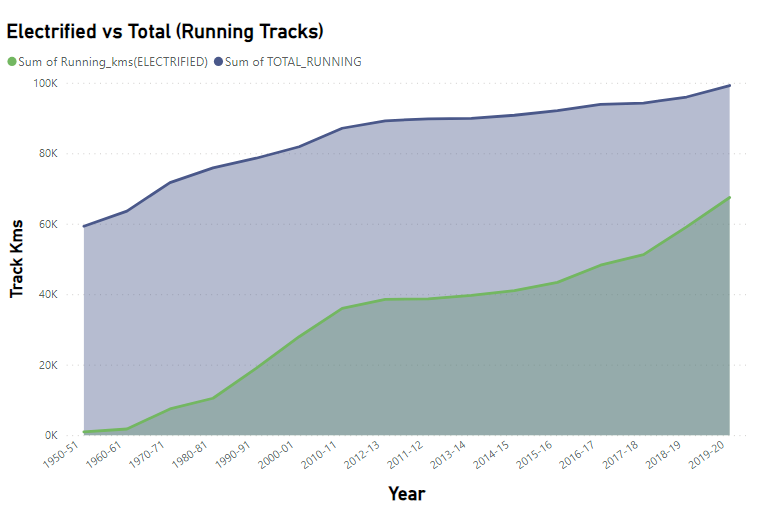 Electrified vs Total (Running Tracks)
Sum of Running_kms(ELECTRIFIED) Sum of TOTAL_RUNNING
100K
80K
60K
40K
20K
0K
Track Kms
1950-51 1960-61 1970-71 1980-81 1990-91 2000-01 2010-11 2012-13 2011-12 2013-14 2014-15 2015-16 2016-17 2017-18 2018-19 2019-20
Year